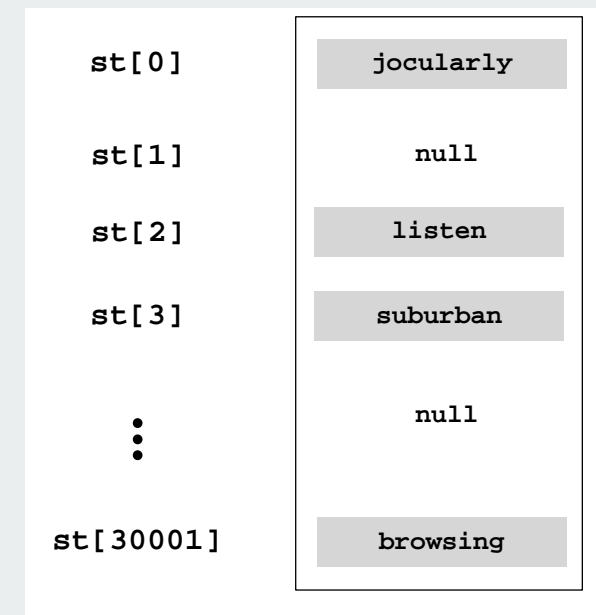 st[0] jocularly
st[1] null
st[2] listen
st[3] suburban
null
st[30001] browsing